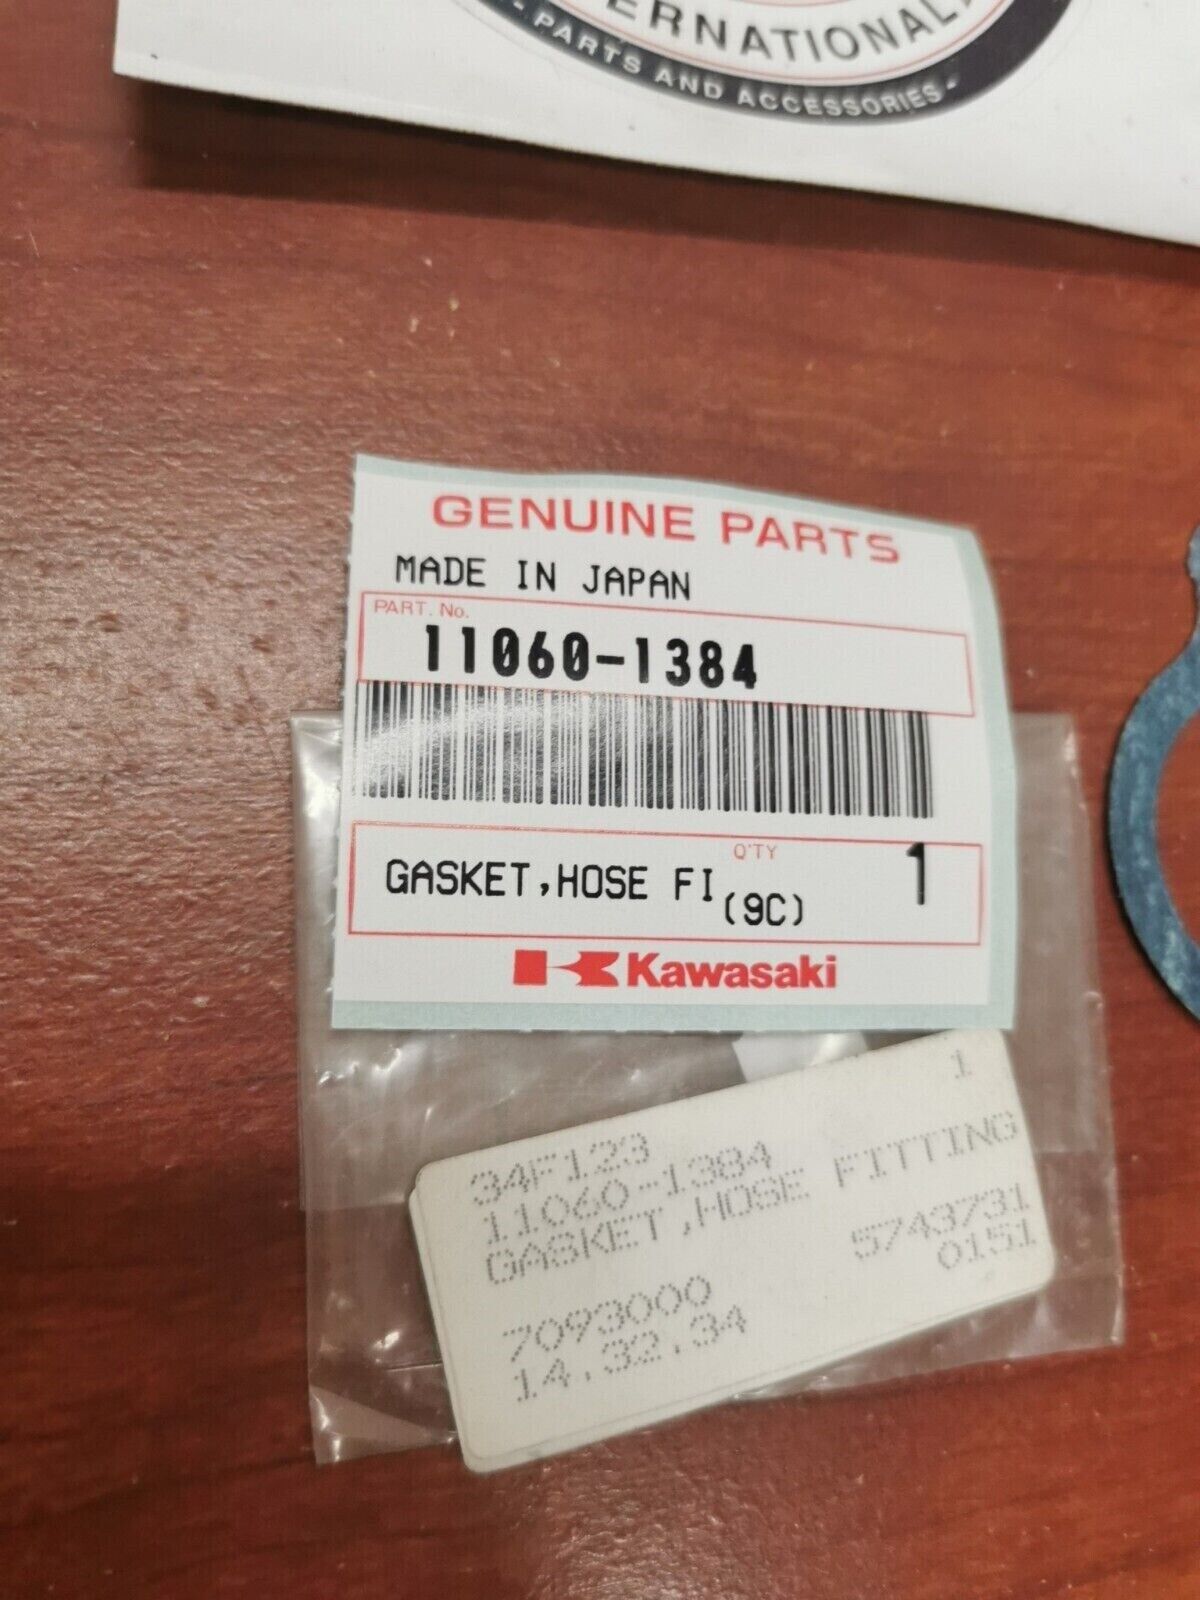 ERNATIONAL
PARTS AND ACCESSORIES
GENUINE PARTS
MADE IN JAPAN
PART. No.
11060-1384
Q'TY
1
GASKET,HOSE FI
(9C)
Kawasaki
1
34F123
11060-1384
GASKET,HOSE FITTING
5743731
0151
7093000
14.32.34